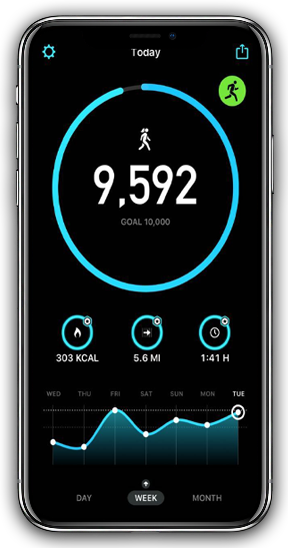 Today
9,592
GOAL 10,000
303 KCAL 5.6 MI 1:41 H
WED THU FRI SAT SUN MON TUE
DAY WEEK MONTH